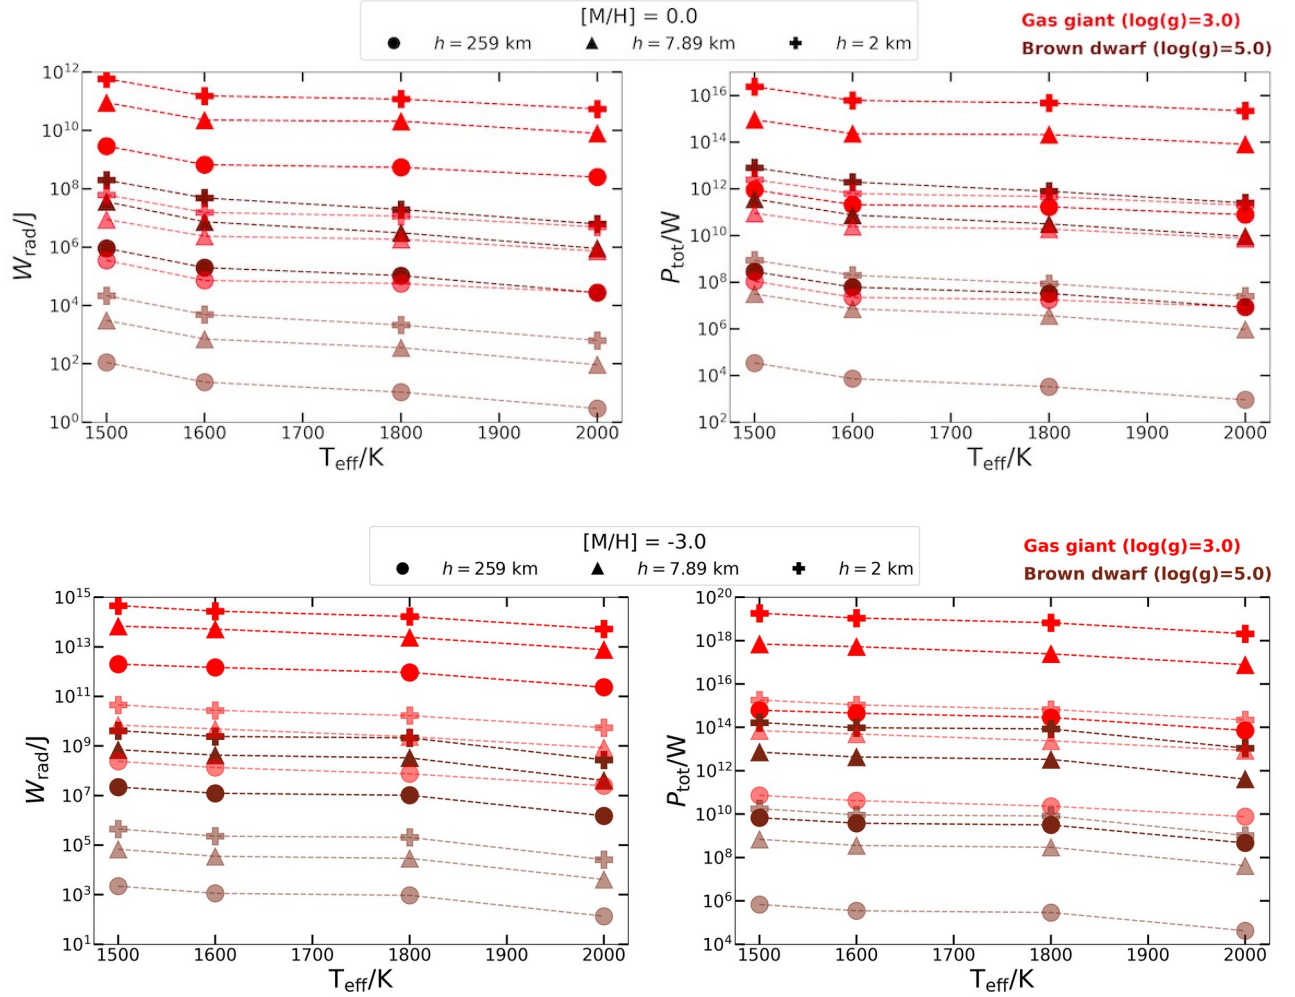 [M/H] = 0.0
h = 259 km h = 7.89 km h = 2 km
Gas giant (log(g)=3.0)
Brown dwarf (log(g)=5.0)
W_rad/J
10^12
10^10
10^8
10^6
10^4
10^2
10^0
1500 1600 1700 1800 1900 2000
T_eff/K
P_tot/W
10^16
10^14
10^12
10^10
10^8
10^6
10^4
10^2
1500 1600 1700 1800 1900 2000
T_eff/K
[M/H] = -3.0
h = 259 km h = 7.89 km h = 2 km
Gas giant (log(g)=3.0)
Brown dwarf (log(g)=5.0)
W_rad/J
10^15
10^13
10^11
10^9
10^7
10^5
10^3
10^1
1500 1600 1700 1800 1900 2000
T_eff/K
P_tot/W
10^20
10^18
10^16
10^14
10^12
10^10
10^8
10^6
10^4
1500 1600 1700 1800 1900 2000
T_eff/K